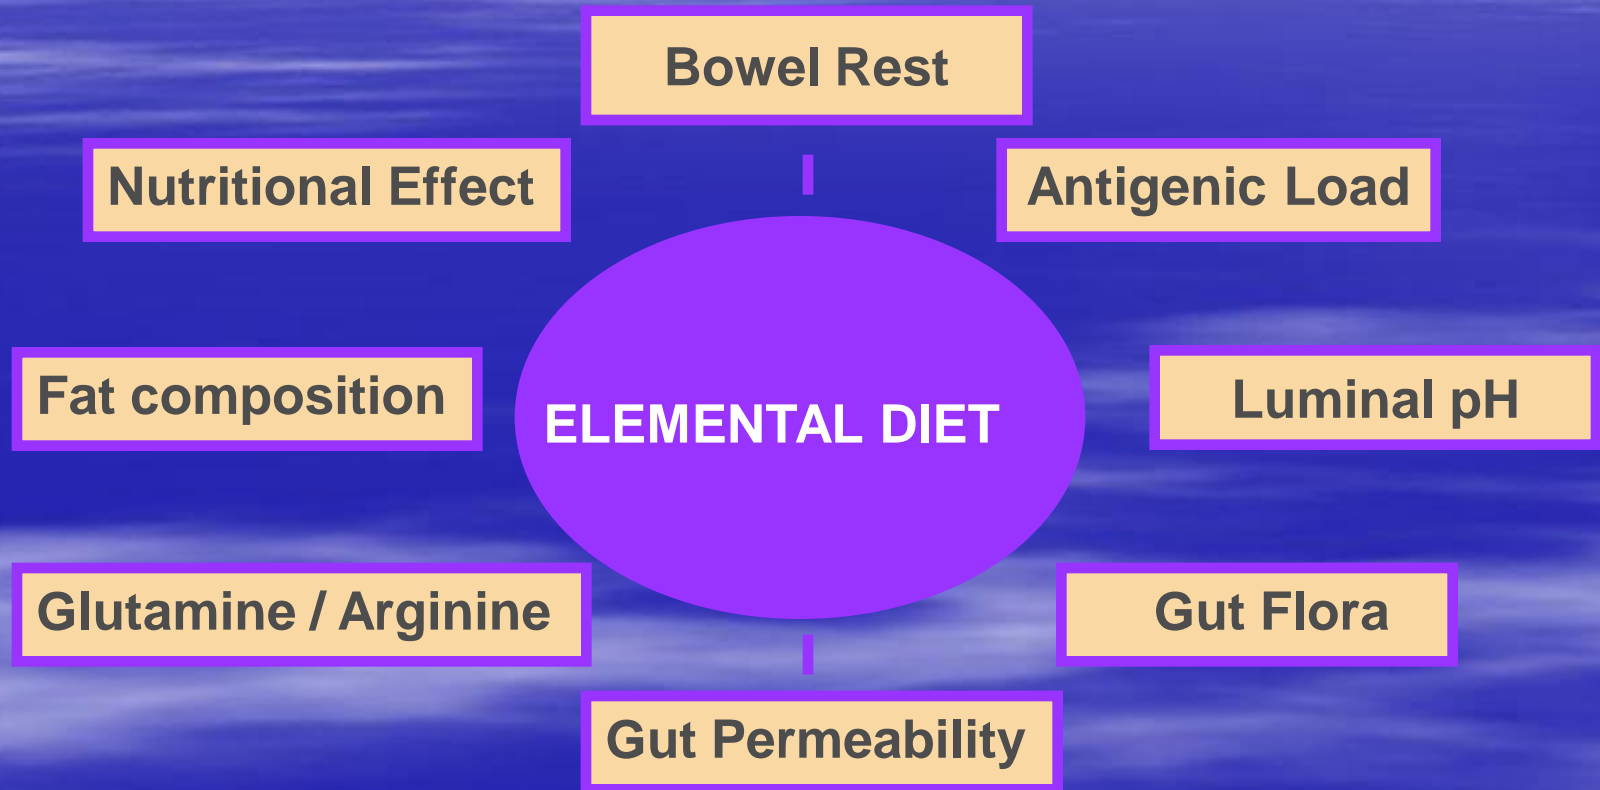 Bowel Rest
Nutritional Effect
Antigenic Load
Fat composition
ELEMENTAL DIET
Luminal pH
Glutamine / Arginine
Gut Flora
Gut Permeability